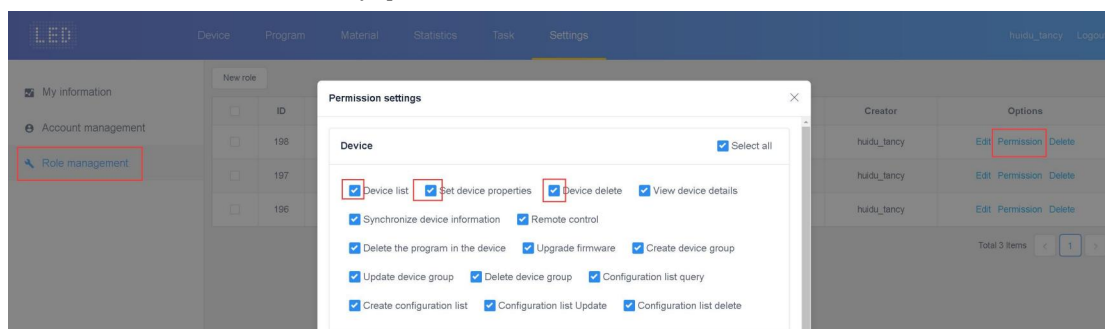 LED Device Program Material Statistics Task Settings huidu_tancy Logout
New role
My information
Account management
Role management
ID Creator Options
198 huidu_tancy Edit Permission Delete
197 huidu_tancy Edit Permission Delete
196 huidu_tancy Edit Permission Delete
Total 3 items < 1 >
Permission settings ×
Device Select all
Device list Set device properties Device delete View device details
Synchronize device information Remote control
Delete the program in the device Upgrade firmware Create device group
Update device group Delete device group Configuration list query
Create configuration list Configuration list Update Configuration list delete